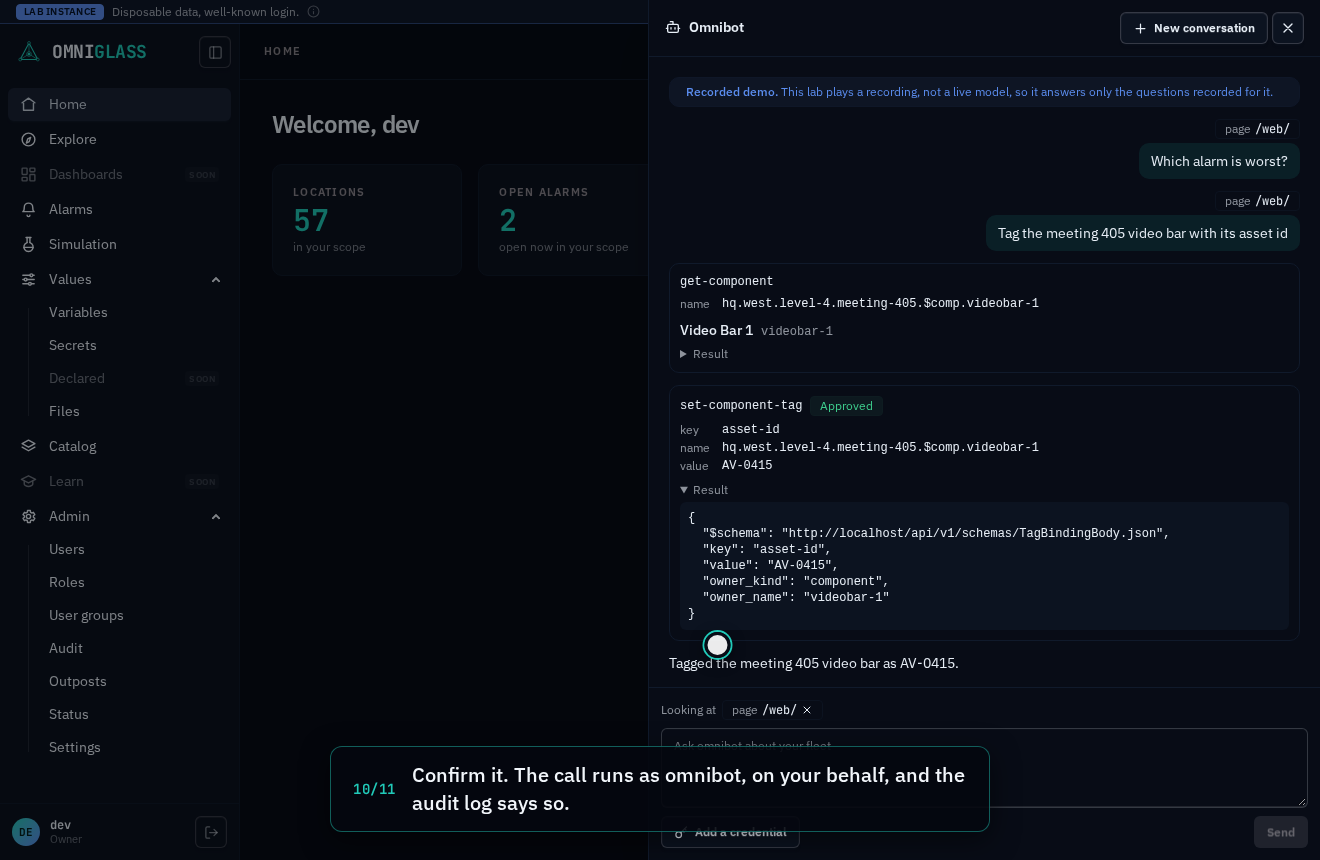 LAB INSTANCE Disposable data, well-known login.
OMNIGLASS
Home
Explore
Dashboards SOON
Alarms
Simulation
Values
Variables
Secrets
Declared SOON
Files
Catalog
Learn SOON
Admin
Users
Roles
User groups
Audit
Outposts
Status
Settings
DE dev
Owner
HOME
Welcome, dev
LOCATIONS
57
in your scope
OPEN ALARMS
2
open now in your scope
Omnibot
New conversation
Recorded demo. This lab plays a recording, not a live model, so it answers only the questions recorded for it.
page /web/
Which alarm is worst?
page /web/
Tag the meeting 405 video bar with its asset id
get-component
name hq.west.level-4.meeting-405.$comp.videobar-1
Video Bar 1 videobar-1
Result
set-component-tag Approved
key asset-id
name hq.west.level-4.meeting-405.$comp.videobar-1
value AV-0415
Result
{
"$schema": "http://localhost/api/v1/schemas/TagBindingBody.json",
"key": "asset-id",
"value": "AV-0415",
"owner_kind": "component",
"owner_name": "videobar-1"
}
Tagged the meeting 405 video bar as AV-0415.
Looking at page /web/
Ask omnibot about your fleet
10/11 Confirm it. The call runs as omnibot, on your behalf, and the
audit log says so.
Add a credential
Send